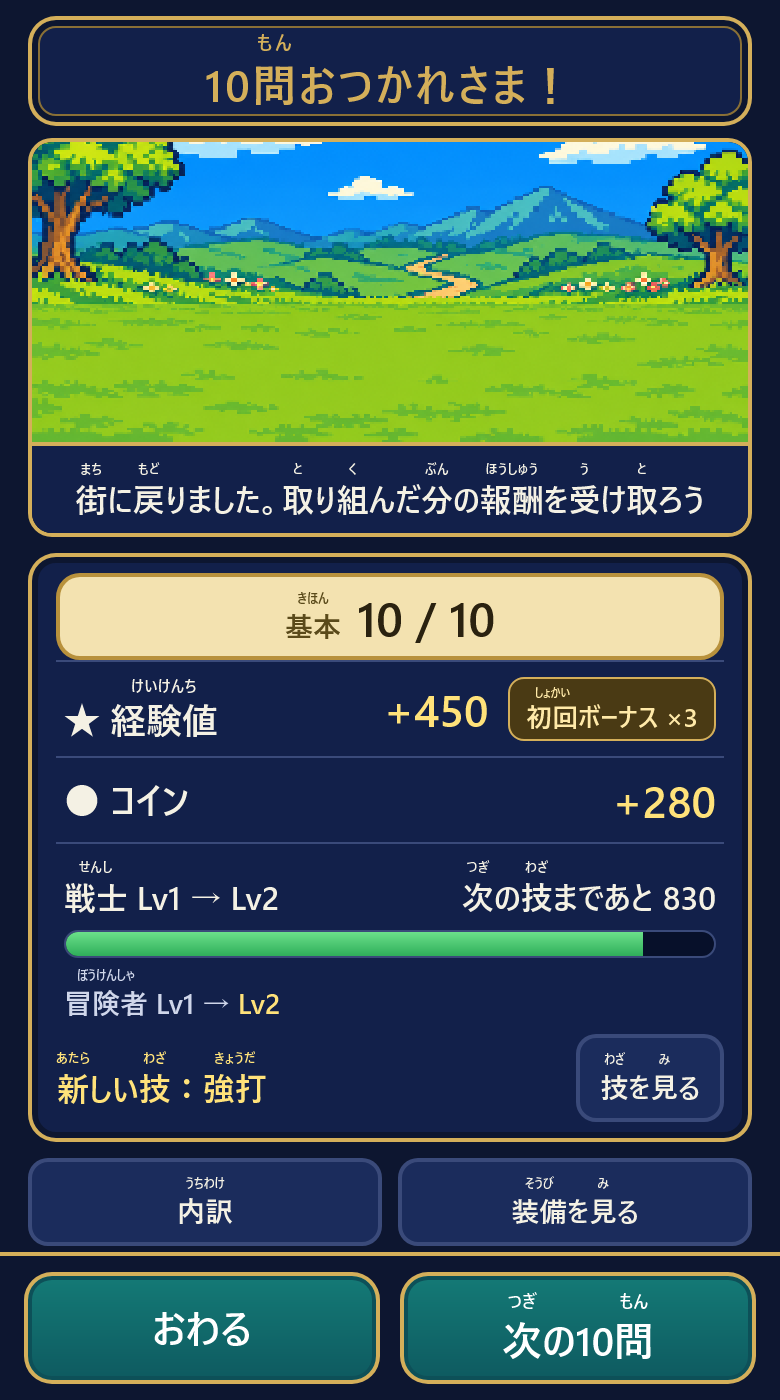 もん
10問おつかれさま！
まち もど と く ぶん ほうしゅう う と
街に戻りました。取り組んだ分の報酬を受け取ろう
きほん
基本 10 / 10
けいけんち
★ 経験値 +450
しょかい
初回ボーナス ×3
● コイン +280
せんし
戦士 Lv1 → Lv2
つぎ わざ
次の技まであと 830
ぼうけんしゃ
冒険者 Lv1 → Lv2
あたら わざ きょうだ
新しい技：強打
わざ み
技を見る
うちわけ
内訳
そうび み
装備を見る
おわる
つぎ もん
次の10問